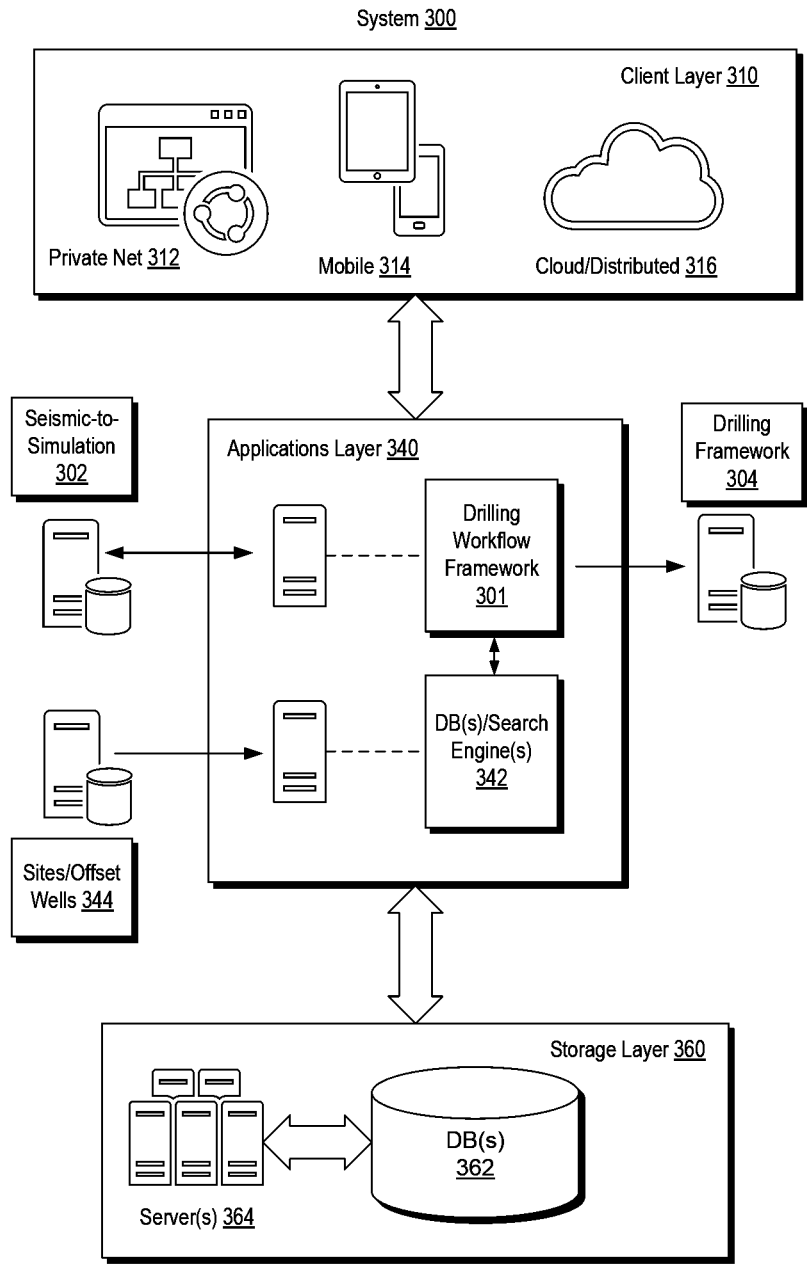 System 300
Client Layer 310
Private Net 312
Mobile 314
Cloud/Distributed 316
Seismic-to-
Simulation
302
Applications Layer 340
Drilling
Workflow
Framework
301
Drilling
Framework
304
DB(s)/Search
Engine(s)
342
Sites/Offset
Wells 344
Storage Layer 360
DB(s)
362
Server(s) 364